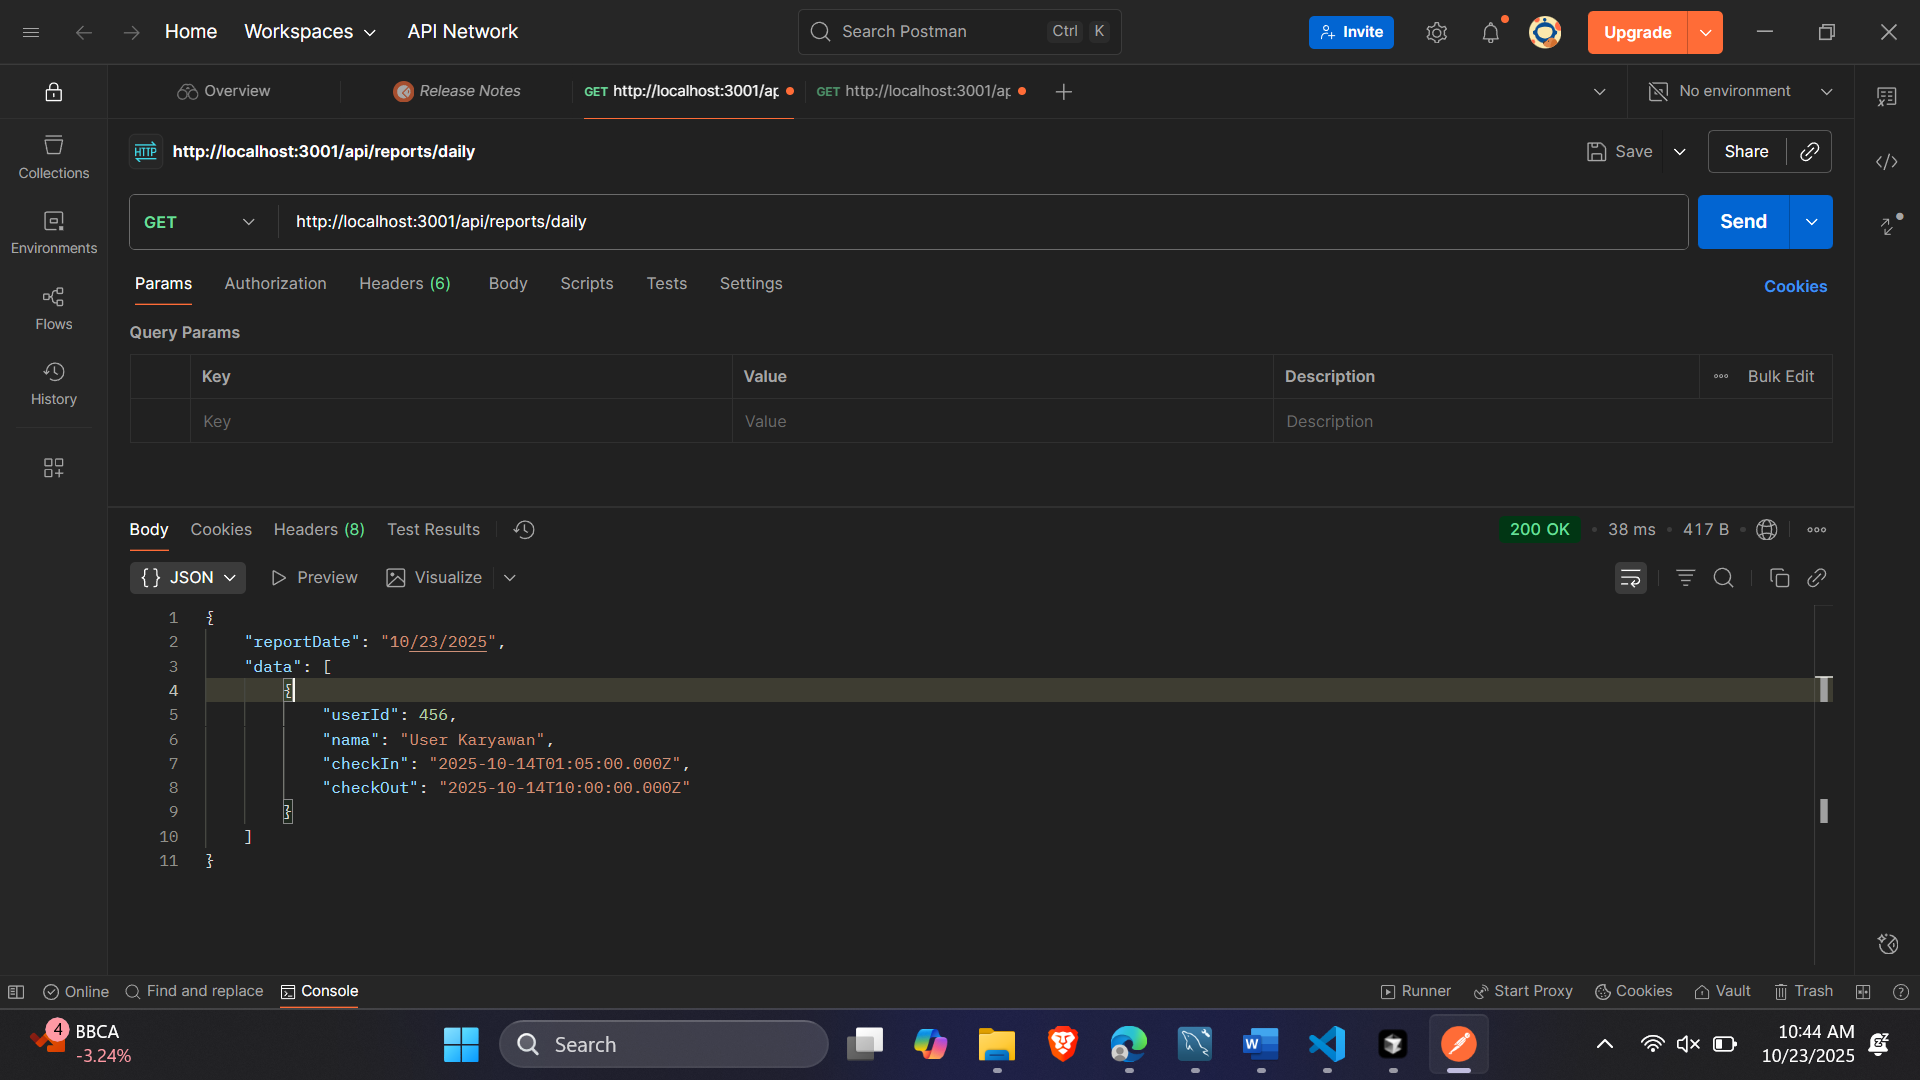 Home
Workspaces
API Network
Search Postman
Ctrl
K
Invite
Upgrade
Overview
Release Notes
GET http://localhost:3001/ap
GET http://localhost:3001/ap
No environment
HTTP
http://localhost:3001/api/reports/daily
Save
Share
Collections
Environments
Flows
History
GET
http://localhost:3001/api/reports/daily
Send
Params
Authorization
Headers (6)
Body
Scripts
Tests
Settings
Cookies
Query Params
Key
Value
Description
Bulk Edit
Key
Value
Description
Body
Cookies
Headers (8)
Test Results
200 OK
38 ms
417 B
{} JSON
Preview
Visualize
1 {
2 "reportDate": "10/23/2025",
3 "data": [
4 {
5 "userId": 456,
6 "nama": "User Karyawan",
7 "checkIn": "2025-10-14T01:05:00.000Z",
8 "checkOut": "2025-10-14T10:00:00.000Z"
9 }
10 ]
11 }
Online
Find and replace
Console
Runner
Start Proxy
Cookies
Vault
Trash
4
BBCA
-3.24%
Search
10:44 AM
10/23/2025